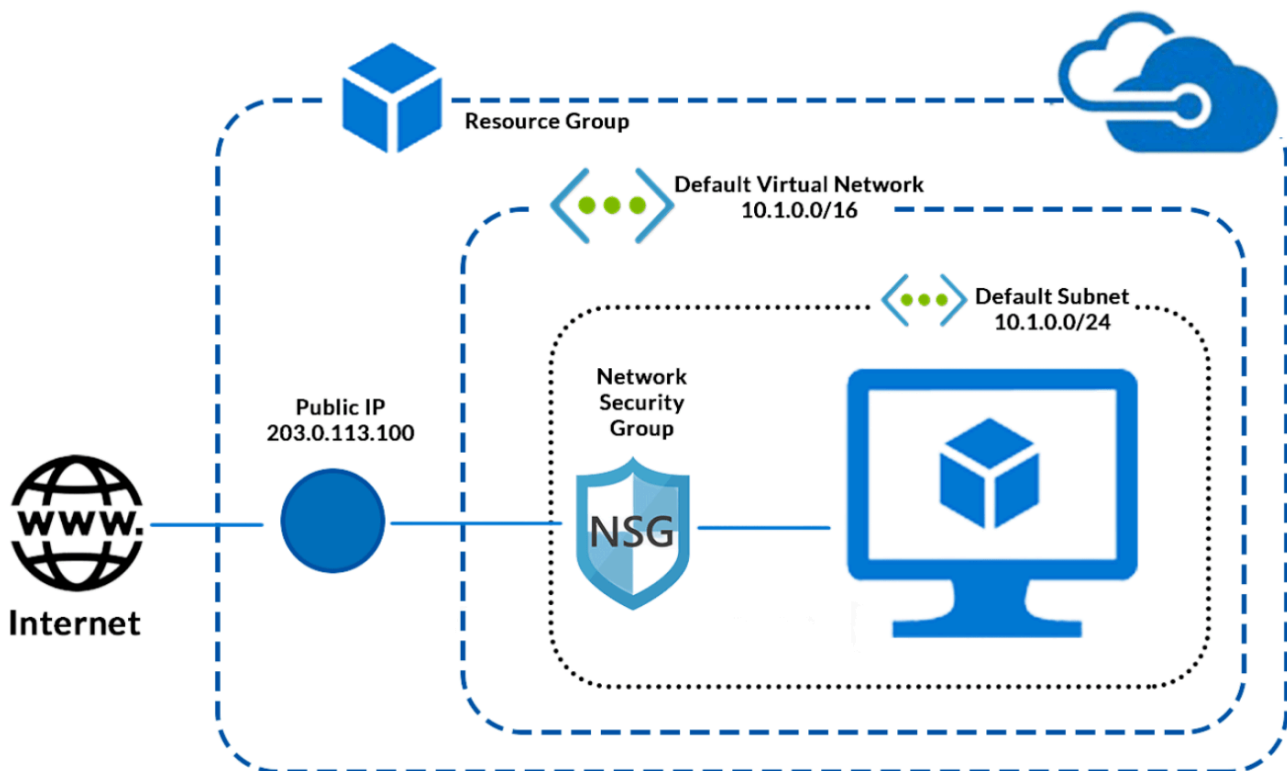 Resource Group
Default Virtual Network
10.1.0.0/16
Default Subnet
10.1.0.0/24
Network
Security
Group
Public IP
203.0.113.100
www.
NSG
Internet